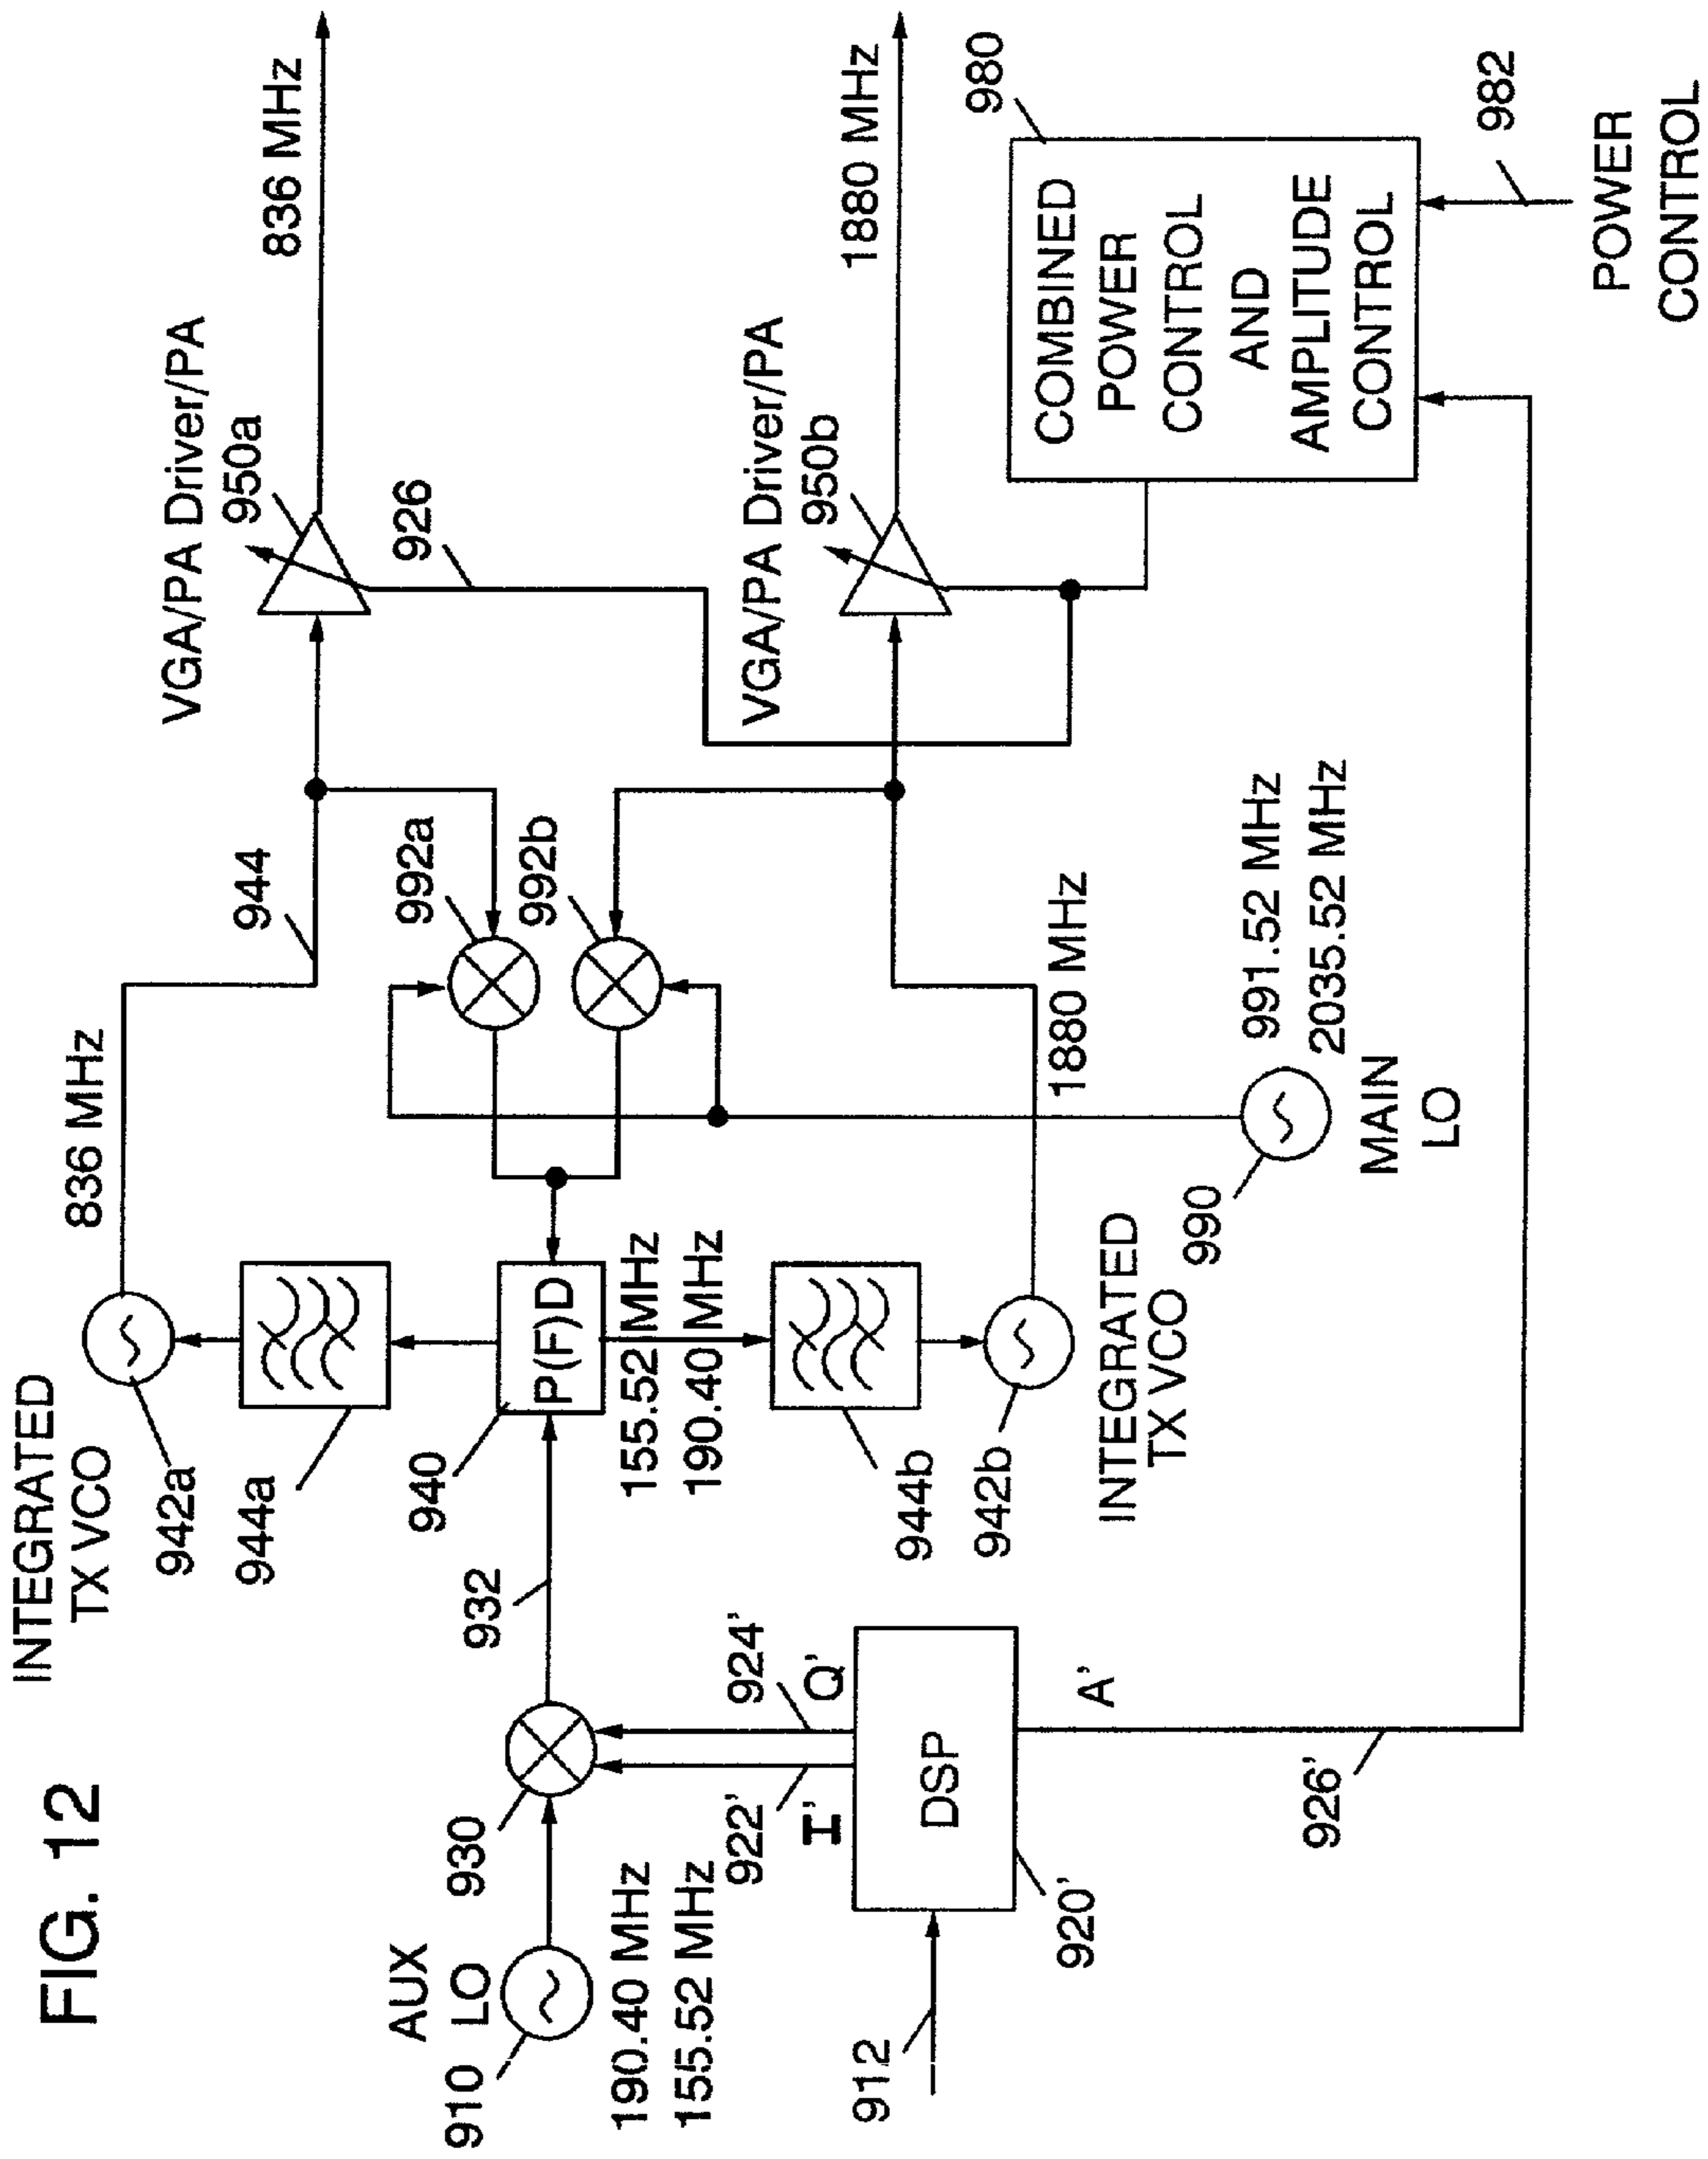 FIG. 12
INTEGRATED
TX VCO
942a
836 MHz
944a
944
VGA/PA Driver/PA
950a
836 MHz
926
AUX
LO
910
930
932
940
P(F)D
992a
992b
190.40 MHz
155.52 MHz
155.52 MHz
190.40 MHz
922'
I'
924'
Q'
912
DSP
920'
A'
926'
944b
942b
INTEGRATED
TX VCO
1880 MHz
990
MAIN
LO
991.52 MHz
2035.52 MHz
VGA/PA Driver/PA
950b
1880 MHz
980
COMBINED
POWER
CONTROL
AND
AMPLITUDE
CONTROL
982
POWER
CONTROL